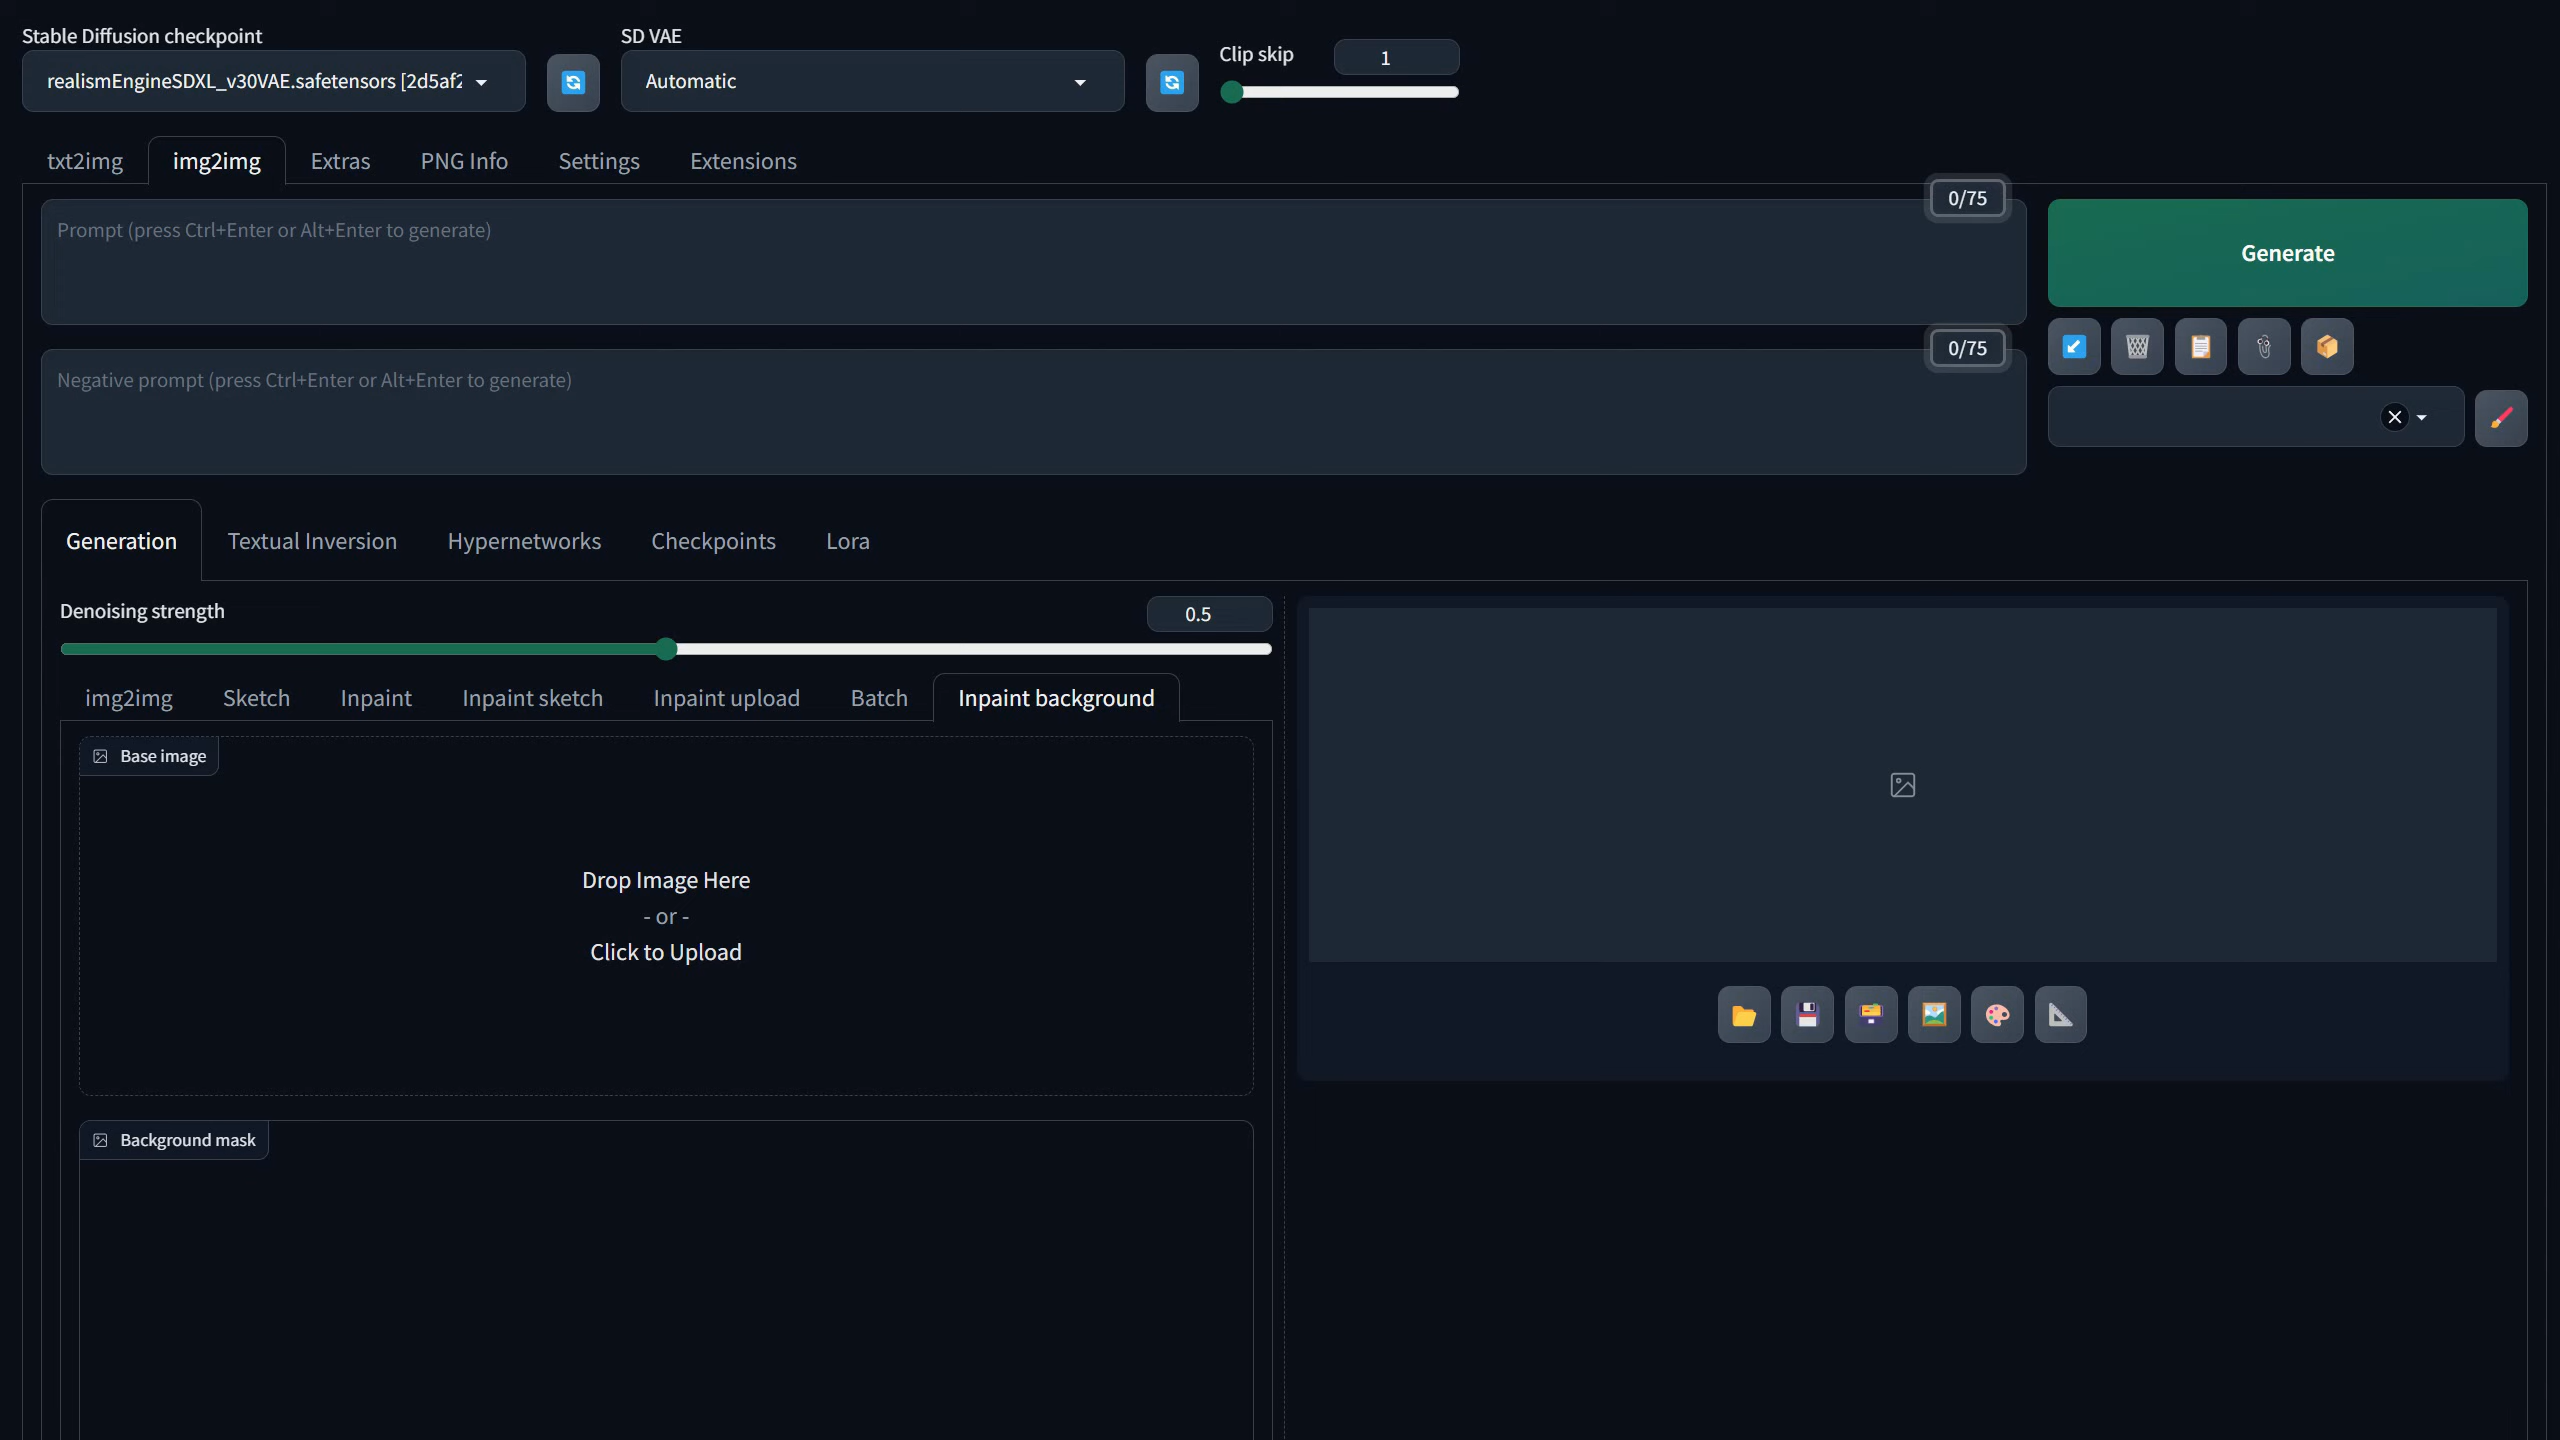 Stable Diffusion checkpoint
realismEngineSDXL_v30VAE.safetensors [2d5af2
SD VAE
Automatic
Clip skip
1
txt2img
img2img
Extras
PNG Info
Settings
Extensions
0/75
Prompt (press Ctrl+Enter or Alt+Enter to generate)
Generate
0/75
Negative prompt (press Ctrl+Enter or Alt+Enter to generate)
Generation
Textual Inversion
Hypernetworks
Checkpoints
Lora
Denoising strength
0.5
img2img
Sketch
Inpaint
Inpaint sketch
Inpaint upload
Batch
Inpaint background
Base image
Drop Image Here
- or -
Click to Upload
Background mask